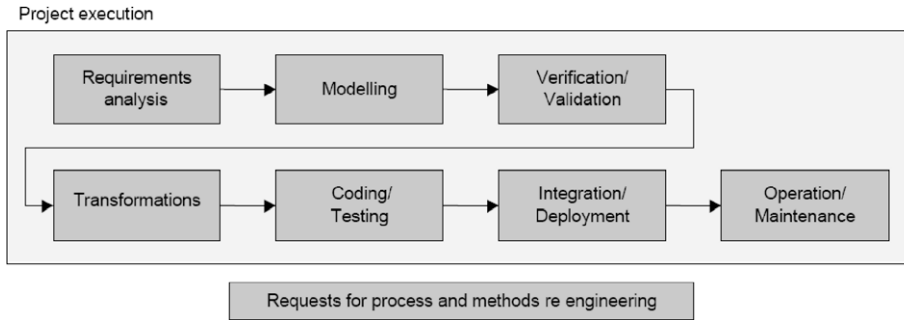 Project execution
Requirements
analysis
Modelling
Verification/
Validation
Transformations
Coding/
Testing
Integration/
Deployment
Operation/
Maintenance
Requests for process and methods re engineering